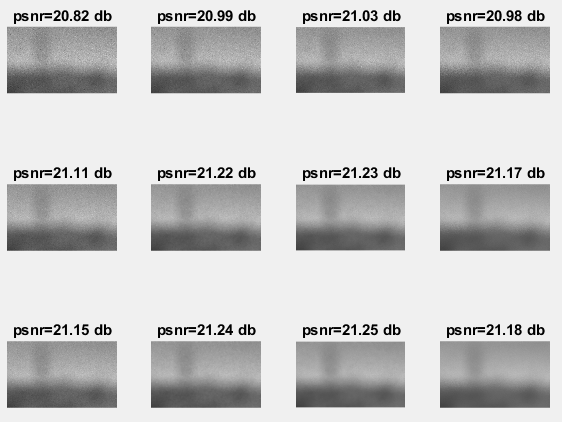 psnr=20.82 db psnr=20.99 db psnr=21.03 db psnr=20.98 db
psnr=21.11 db psnr=21.22 db psnr=21.23 db psnr=21.17 db
psnr=21.15 db psnr=21.24 db psnr=21.25 db psnr=21.18 db